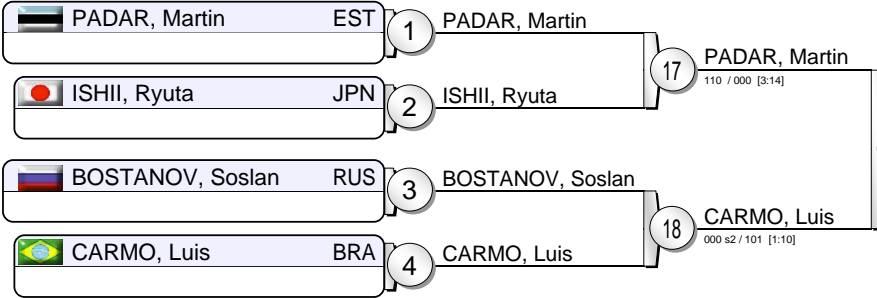 PADAR, Martin EST
1
PADAR, Martin
17
PADAR, Martin
110 / 000 [3:14]
ISHII, Ryuta JPN
2
ISHII, Ryuta
BOSTANOV, Soslan RUS
3
BOSTANOV, Soslan
18
CARMO, Luis
000 s2 / 101 [1:10]
CARMO, Luis BRA
4
CARMO, Luis